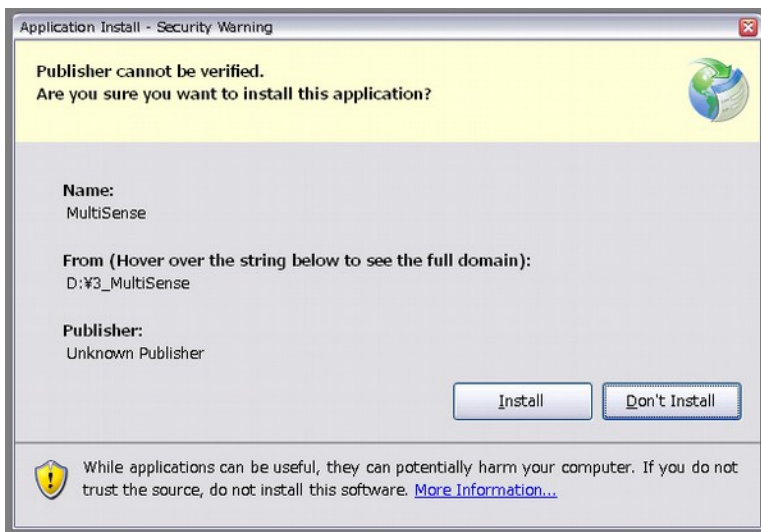 Application Install - Security Warning
Publisher cannot be verified.
Are you sure you want to install this application?
Name:
MultiSense
From (Hover over the string below to see the full domain):
D:¥3_MultiSense
Publisher:
Unknown Publisher
Install
Don't Install
While applications can be useful, they can potentially harm your computer. If you do not
trust the source, do not install this software. More Information...